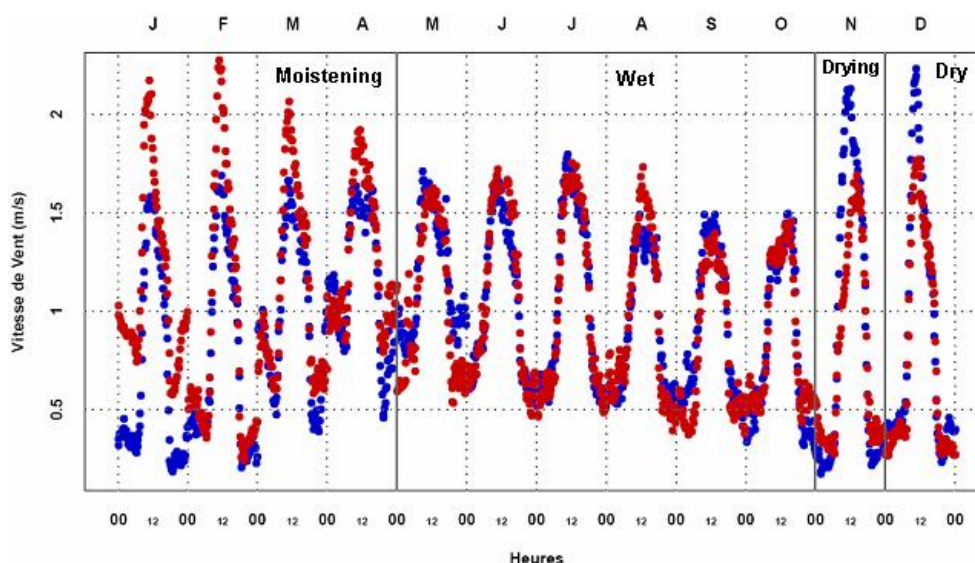 J F M A M J J A S O N D
Moistening Wet Drying Dry
2
1.5
1
0.5
Vitesse de Vent (m/s)
00 12 00 12 00 12 00 12 00 12 00 12 00 12 00 12 00 12 00 12 00 12 00 12 00
Heures